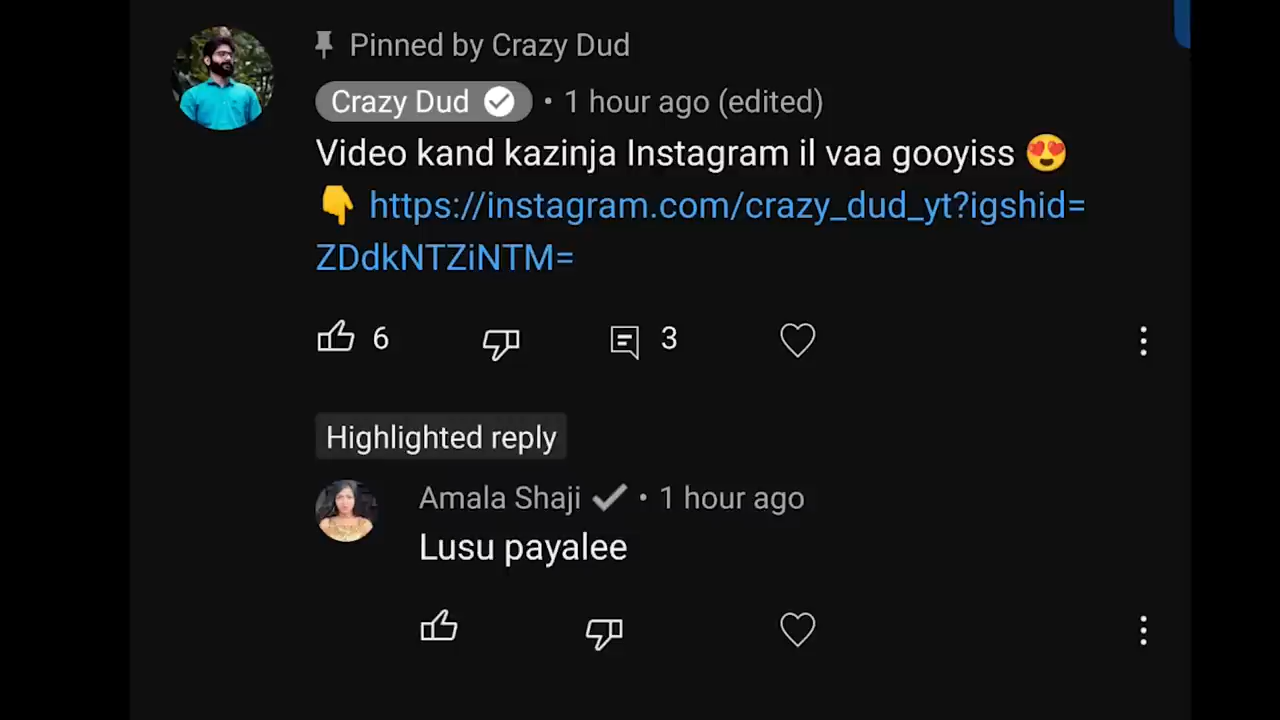 Pinned by Crazy Dud
Crazy Dud • 1 hour ago (edited)
Video kand kazinja Instagram il vaa gooyiss 😍
👇 https://instagram.com/crazy_dud_yt?igshid=
ZDdkNTZiNTM=
6 3
Highlighted reply
Amala Shaji • 1 hour ago
Lusu payalee